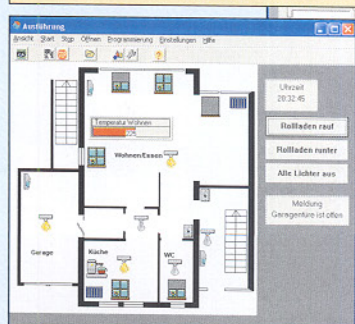 Ausführung
Ansicht Start Stop Öffnen Programmierung Einstellungen Hilfe
Uhrzeit
20:32:45
Temperatur Wohnen
Rollladen rauf
Wohnen/Essen
Rollladen runter
Alle Lichter aus
Meldung
Garagentüre ist offen
Garage
Küche
WC